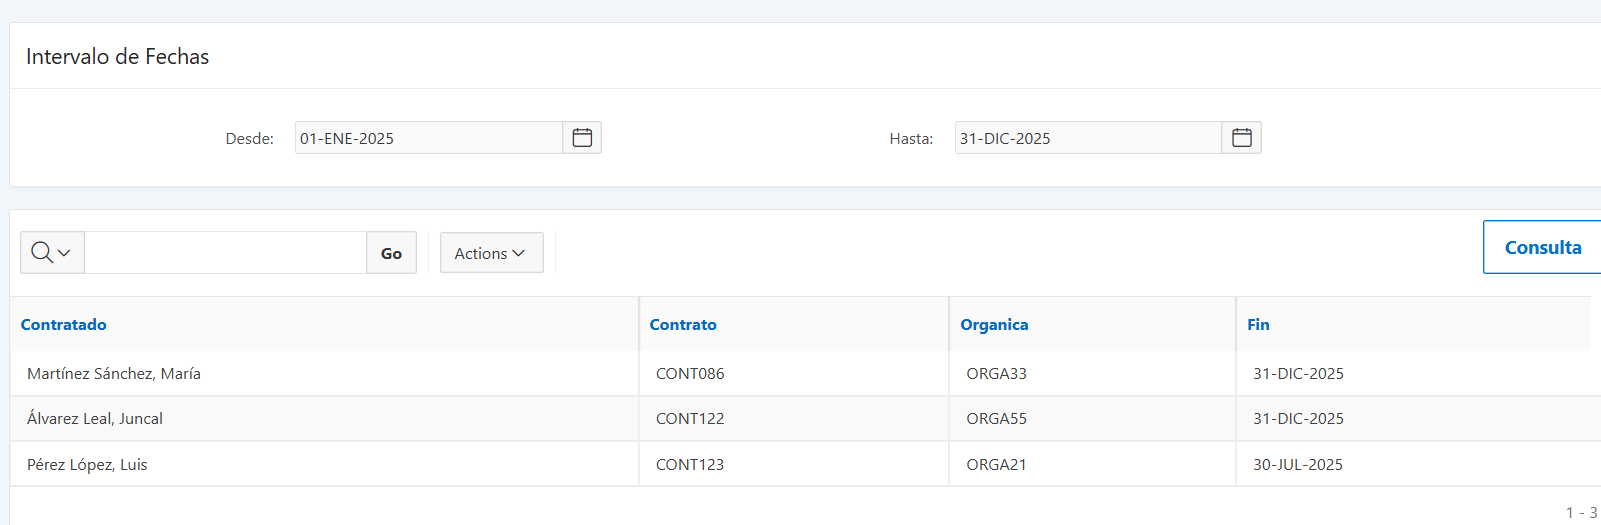 Intervalo de Fechas
Desde: 01-ENE-2025 Hasta: 31-DIC-2025
Go Actions Consulta
Contratado Contrato Organica Fin
Martínez Sánchez, María CONT086 ORGA33 31-DIC-2025
Álvarez Leal, Juncal CONT122 ORGA55 31-DIC-2025
Pérez López, Luis CONT123 ORGA21 30-JUL-2025
1 - 3